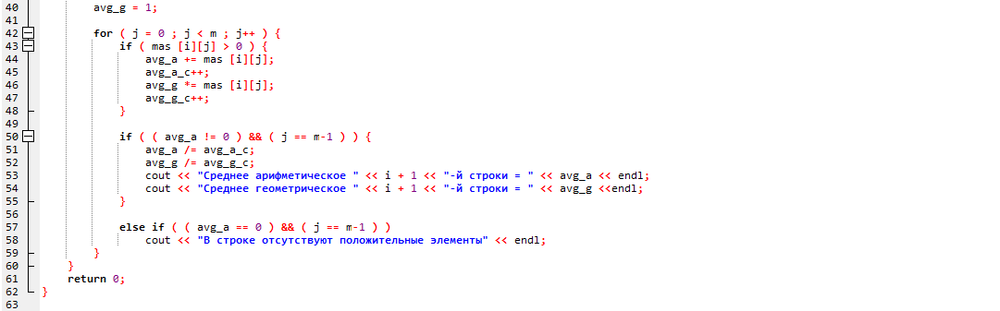 40 avg_g = 1;
41
42 for ( j = 0 ; j < m ; j++ ) {
43 if ( mas [i][j] > 0 ) {
44 avg_a += mas [i][j];
45 avg_a_c++;
46 avg_g *= mas [i][j];
47 avg_g_c++;
48 }
49
50 if ( ( avg_a != 0 ) && ( j == m-1 ) ) {
51 avg_a /= avg_a_c;
52 avg_g /= avg_g_c;
53 cout << "Среднее арифметическое " << i + 1 << "-й строки = " << avg_a << endl;
54 cout << "Среднее геометрическое " << i + 1 << "-й строки = " << avg_g <<endl;
55 }
56
57 else if ( ( avg_a == 0 ) && ( j == m-1 ) )
58 cout << "В строке отсутствуют положительные элементы" << endl;
59 }
60 }
61 return 0;
62 }
63